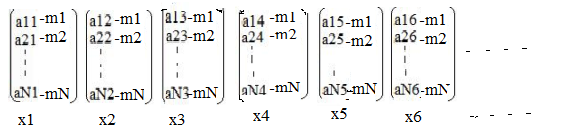 a11-m1 a12-m1 a13-m1 a14-m1 a15-m1 a16-m1
a21-m2 a22-m2 a23-m2 a24-m2 a25-m2 a26-m2
aN1-mN aN2-mN aN3-mN aN4-mN aN5-mN aN6-mN
x1 x2 x3 x4 x5 x6